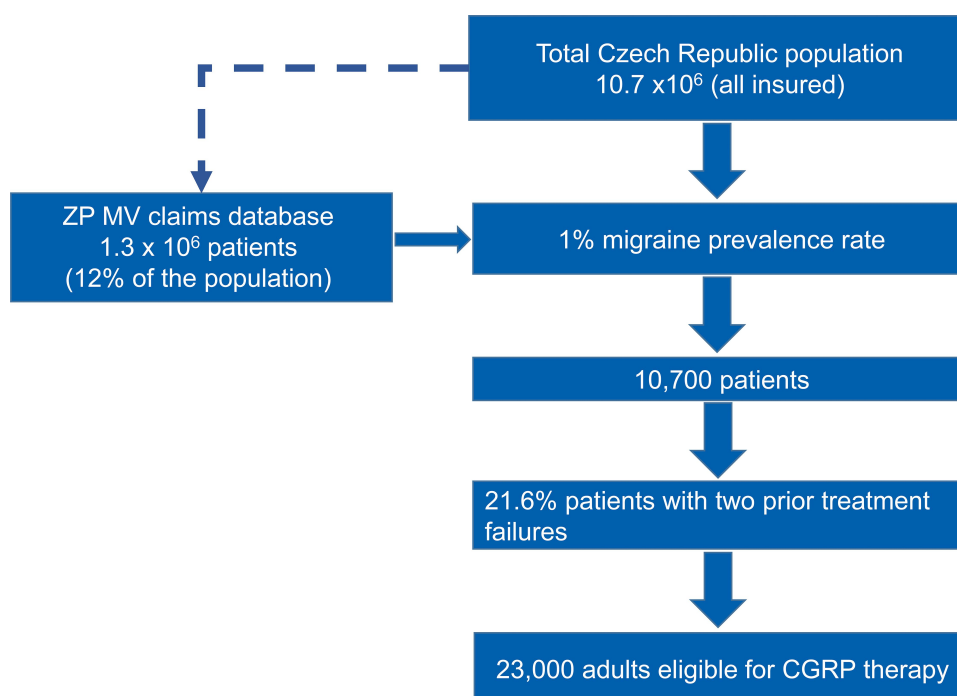 Total Czech Republic population
10.7 x10⁶ (all insured)
ZP MV claims database
1.3 x 10⁶ patients
(12% of the population)
1% migraine prevalence rate
10,700 patients
21.6% patients with two prior treatment
failures
23,000 adults eligible for CGRP therapy